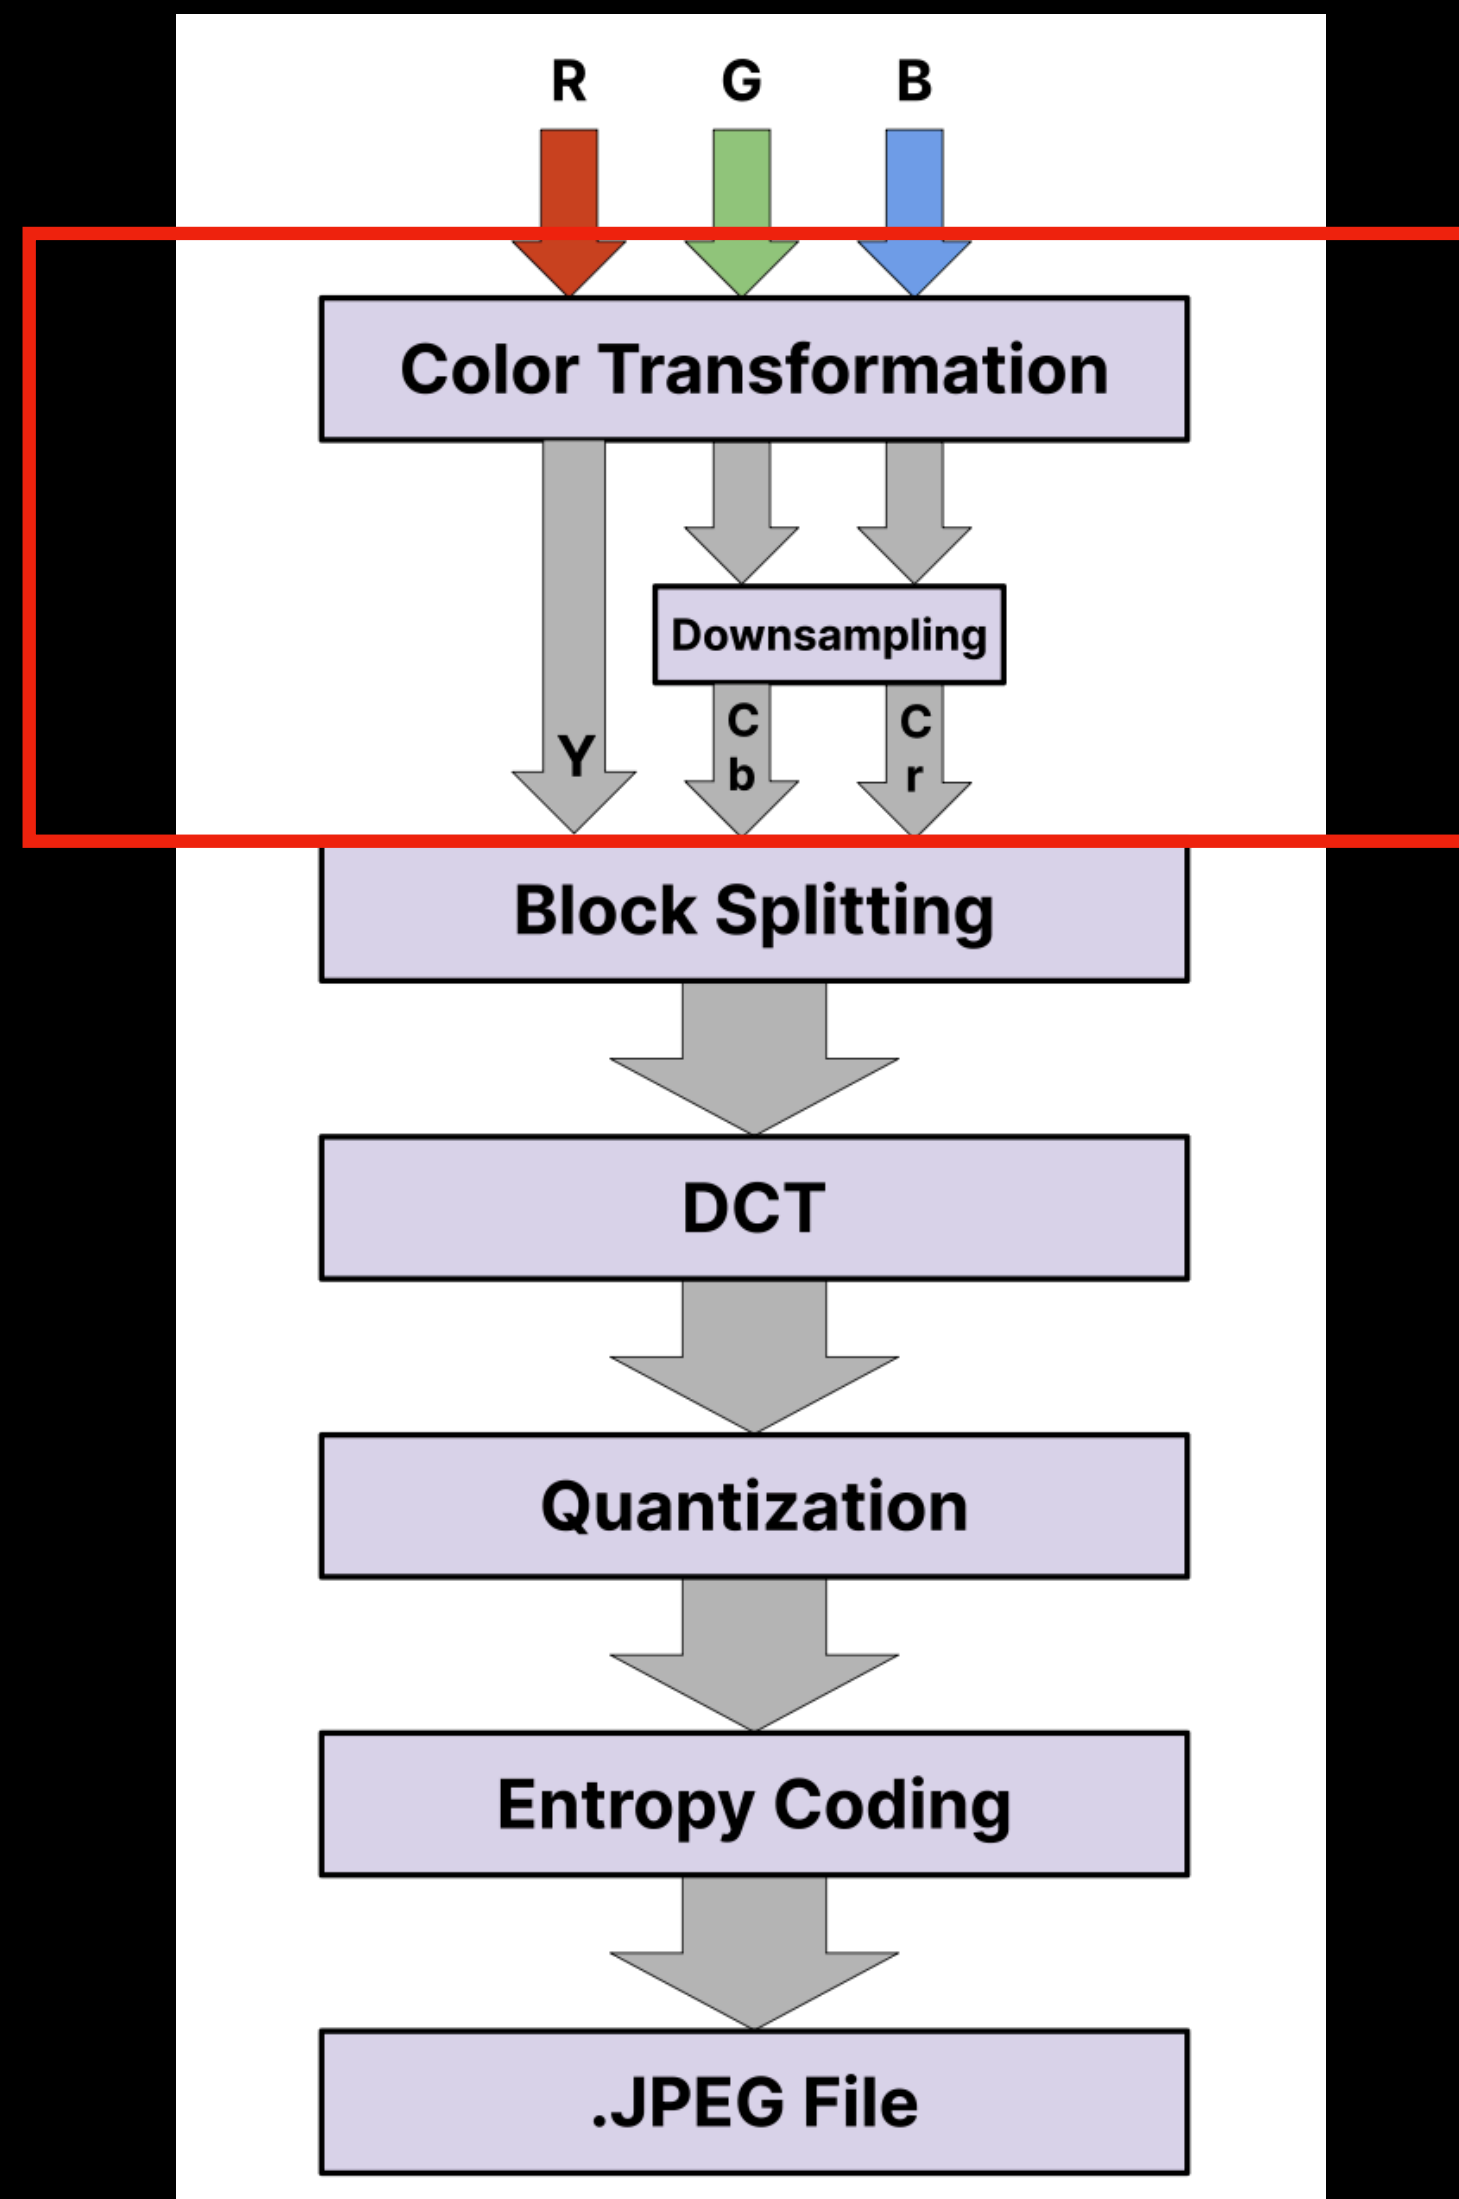 R G B
Color Transformation
Downsampling
Y
C
b
C
r
Block Splitting
DCT
Quantization
Entropy Coding
.JPEG File